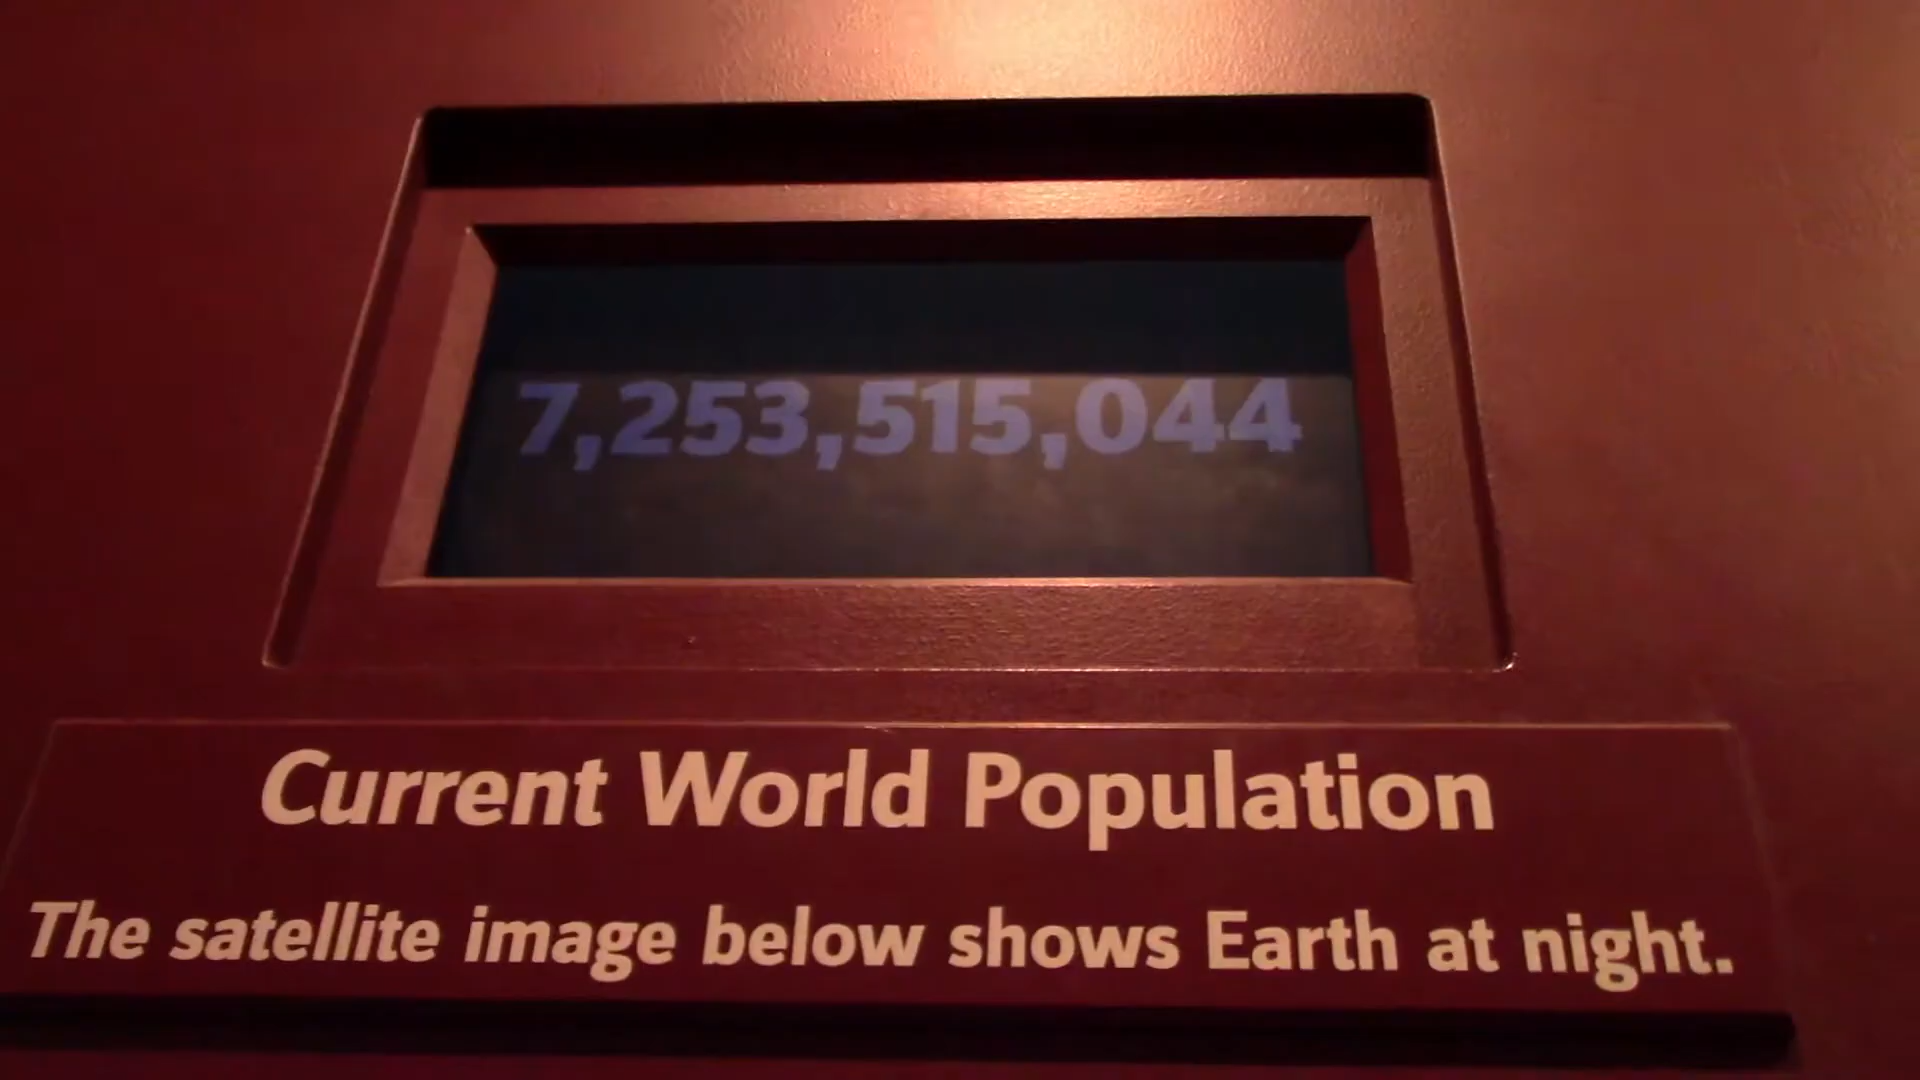 7,253,515,044
Current World Population
The satellite image below shows Earth at night.